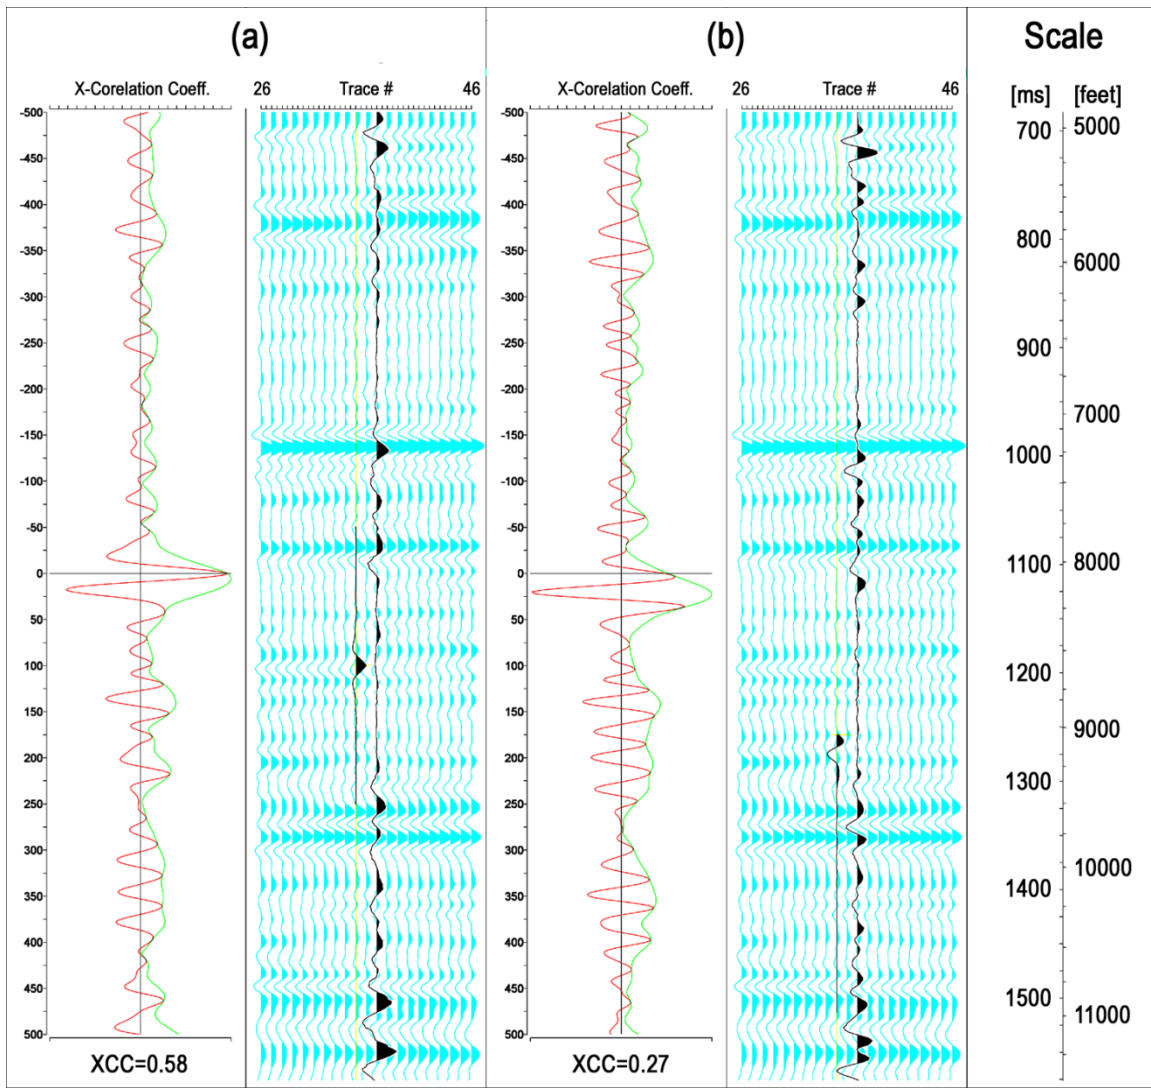 (a) (b) Scale
X-Corelation Coeff. 26 Trace # 46 X-Corelation Coeff. 26 Trace # 46 [ms] [feet]
-500 -500 700 5000
-450 -450
-400 -400
-350 -350 800
-300 -300 6000
-250 -250 900
-200 -200
-150 -150 7000
-100 -100 1000
-50 -50
0 0 1100 8000
50 50
100 100 1200
150 150 9000
200 200
250 250 1300
300 300 10000
350 350 1400
400 400
450 450 1500
500 500 11000
XCC=0.58 XCC=0.27